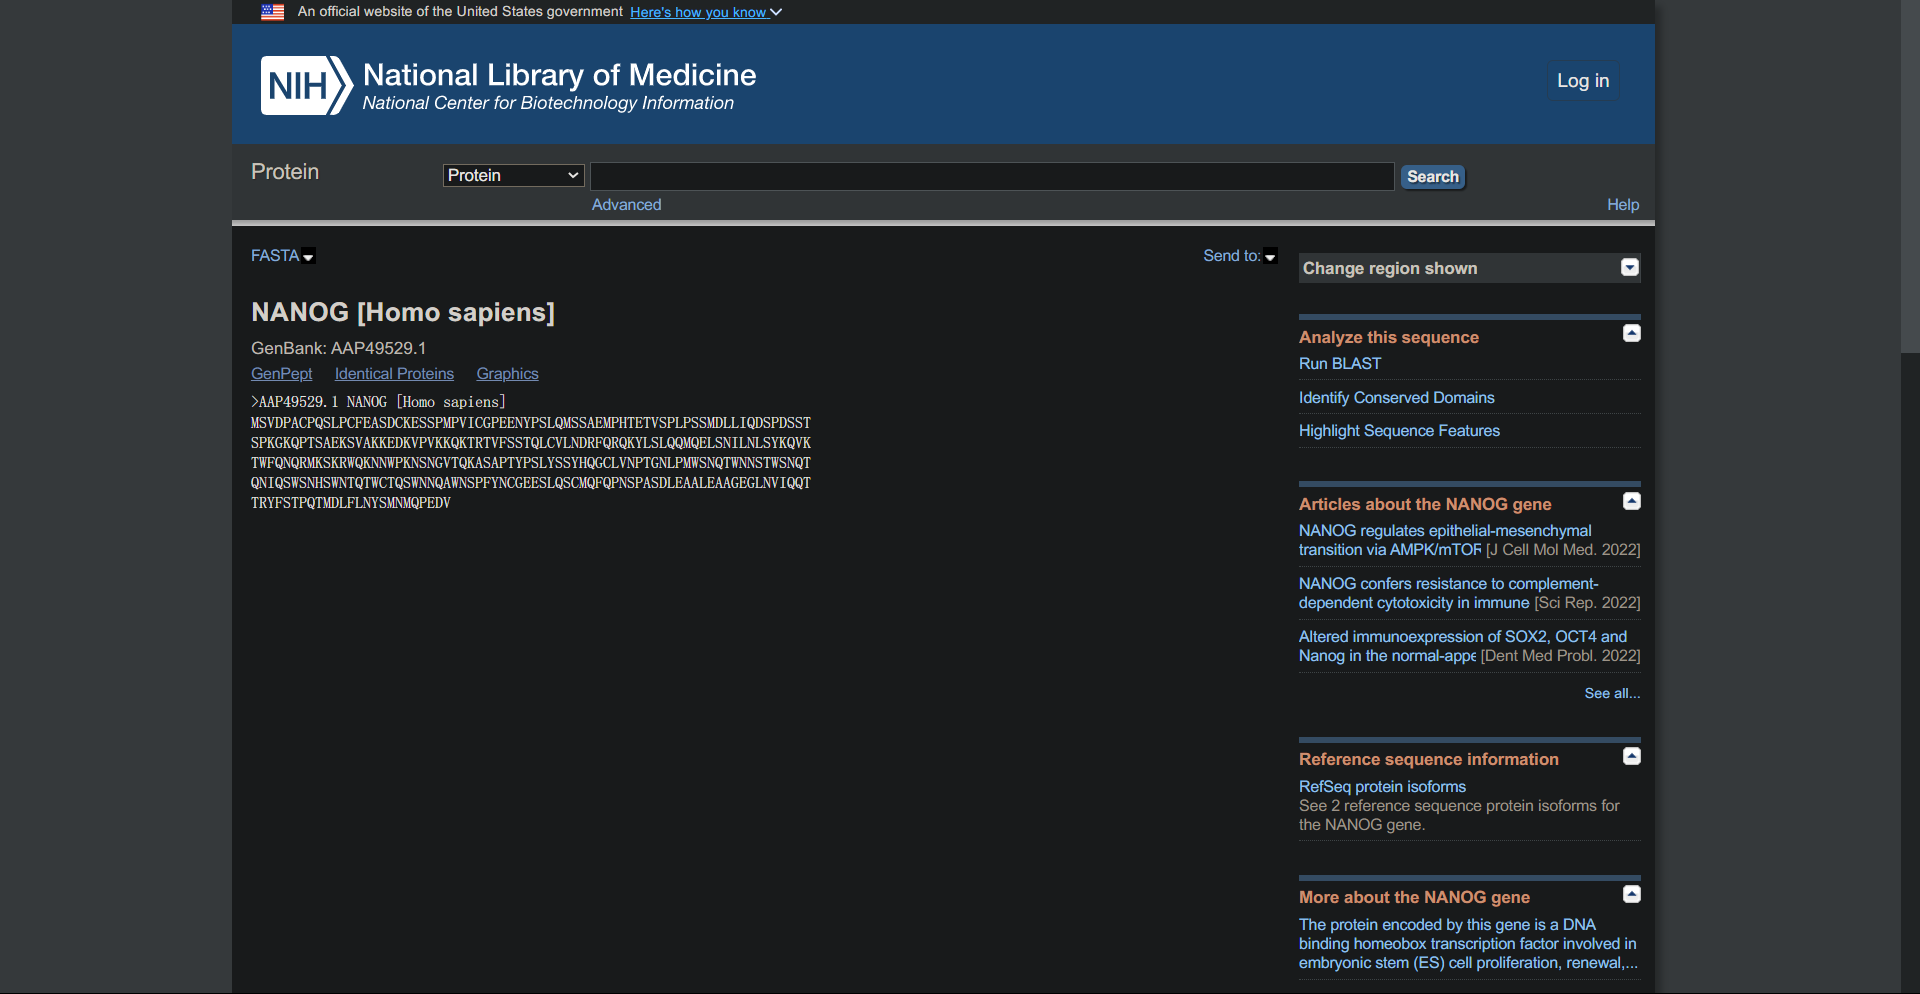 An official website of the United States government Here's how you know
NIH National Library of Medicine
National Center for Biotechnology Information
Log in
Protein
Protein
Search
Advanced
Help
FASTA
Send to:
NANOG [Homo sapiens]
GenBank: AAP49529.1
GenPept Identical Proteins Graphics
>AAP49529.1 NANOG [Homo sapiens]
MSVDPACPQSLPCFEASDCKESSPMPVICGPEENYPSLQMSSAEMPHTETVSPLPSSMDLLIQDSPDSST
SPKGKQPTSAEKSVAKKEDKVPVKKQKTRTVFSSTQLCVLNDRFQRQKYLSLQQMQELSNILNLSYKQVK
TWFQNQRMKSKRWQKNNWPKNSNGVTQKASAPTYPSLYSSYHQGCLVNPTGNLPMWSNQTWNNSTWSNQT
QNIQSWSNHSWNTQTWCTQSWNNQAWNSPFYNCGEESLQSCMQFQPNSPASDLEAALEAAGEGLNVIQQT
TRYFSTPQTMDLFLNYSMNMQPEDV
Change region shown
Analyze this sequence
Run BLAST
Identify Conserved Domains
Highlight Sequence Features
Articles about the NANOG gene
NANOG regulates epithelial-mesenchymal
transition via AMPK/mTOR [J Cell Mol Med. 2022]
NANOG confers resistance to complement-
dependent cytotoxicity in immune [Sci Rep. 2022]
Altered immunoexpression of SOX2, OCT4 and
Nanog in the normal-appe [Dent Med Probl. 2022]
See all...
Reference sequence information
RefSeq protein isoforms
See 2 reference sequence protein isoforms for
the NANOG gene.
More about the NANOG gene
The protein encoded by this gene is a DNA
binding homeobox transcription factor involved in
embryonic stem (ES) cell proliferation, renewal,...